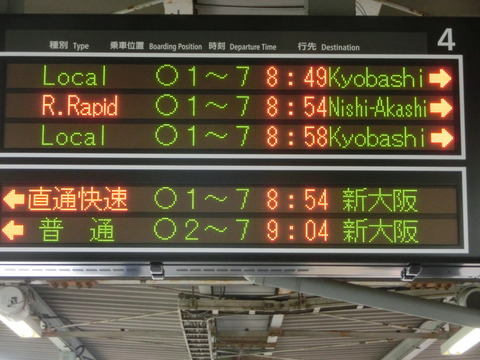 4
種別 Type 乗車位置 Boarding Position 時刻 Departure Time 行先 Destination
Local ○1～7 8:49 Kyobashi →
R.Rapid ○1～7 8:54 Nishi-Akashi →
Local ○1～7 8:58 Kyobashi →
← 直通快速 ○1～7 8:54 新大阪
← 普通 ○2～7 9:04 新大阪